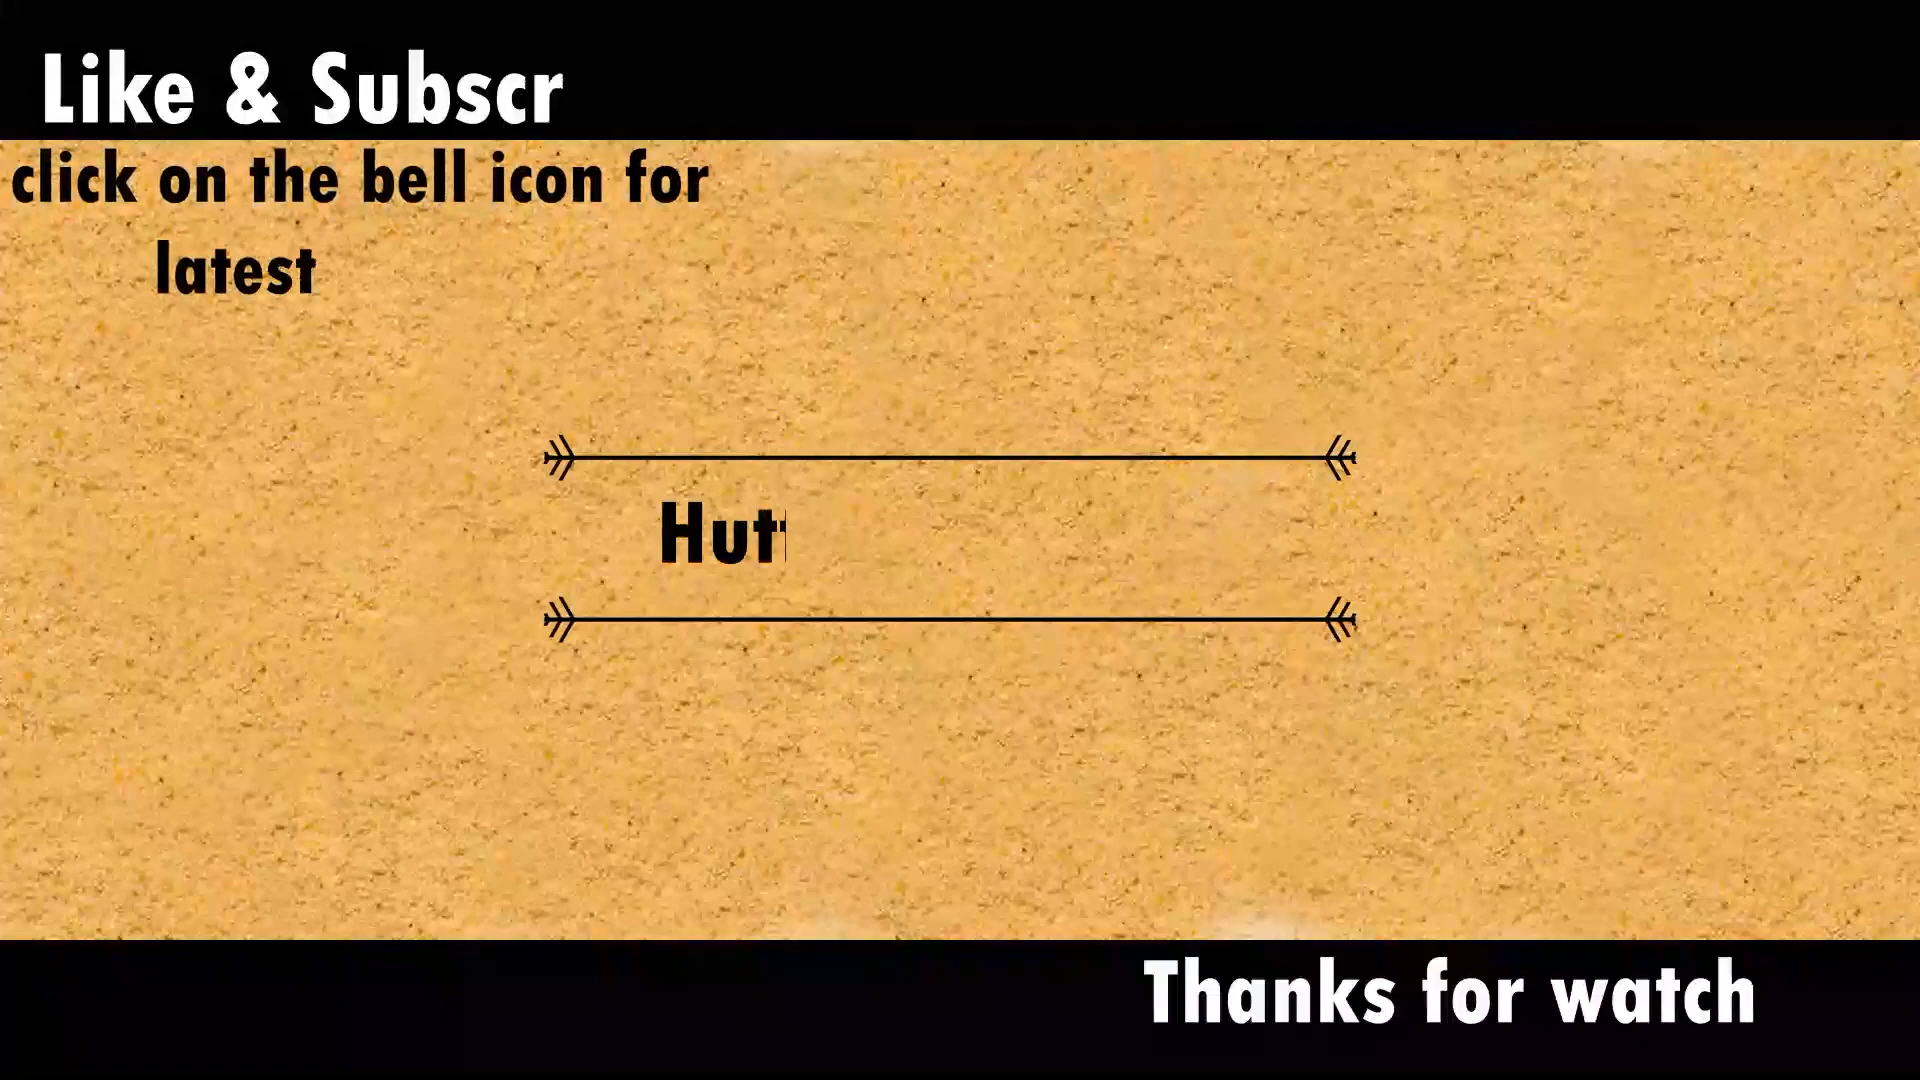 Like & Subscr
click on the bell icon for
latest
Hut
Thanks for watch